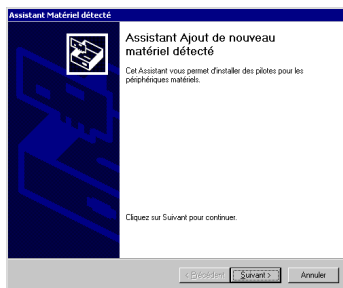 Assistant Matériel détecté
Assistant Ajout de nouveau
matériel détecté
Cet Assistant vous permet d'installer des pilotes pour les
périphériques matériels.
Cliquez sur Suivant pour continuer.
< Précédent
Suivant >
Annuler